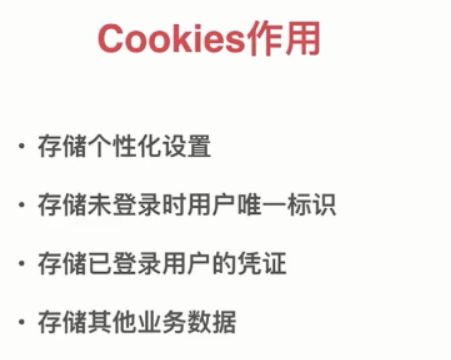 Cookies作用
• 存储个性化设置
• 存储未登录时用户唯一标识
• 存储已登录用户的凭证
• 存储其他业务数据